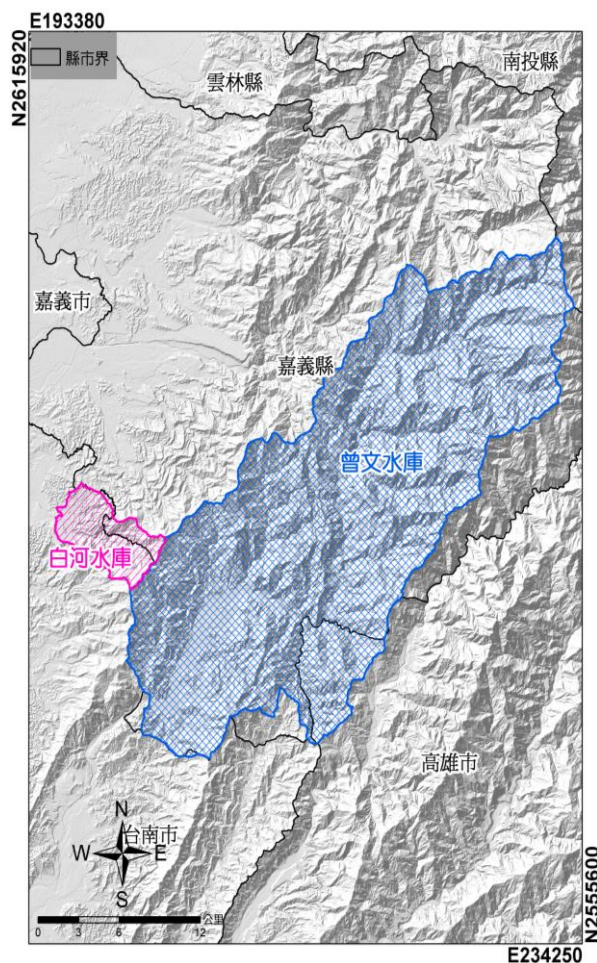 E193380
N2615920
縣市界
雲林縣
南投縣
嘉義市
嘉義縣
曾文水庫
白河水庫
高雄市
台南市
N
W
E
S
0 3 6 12
公里
N2555600
E234250